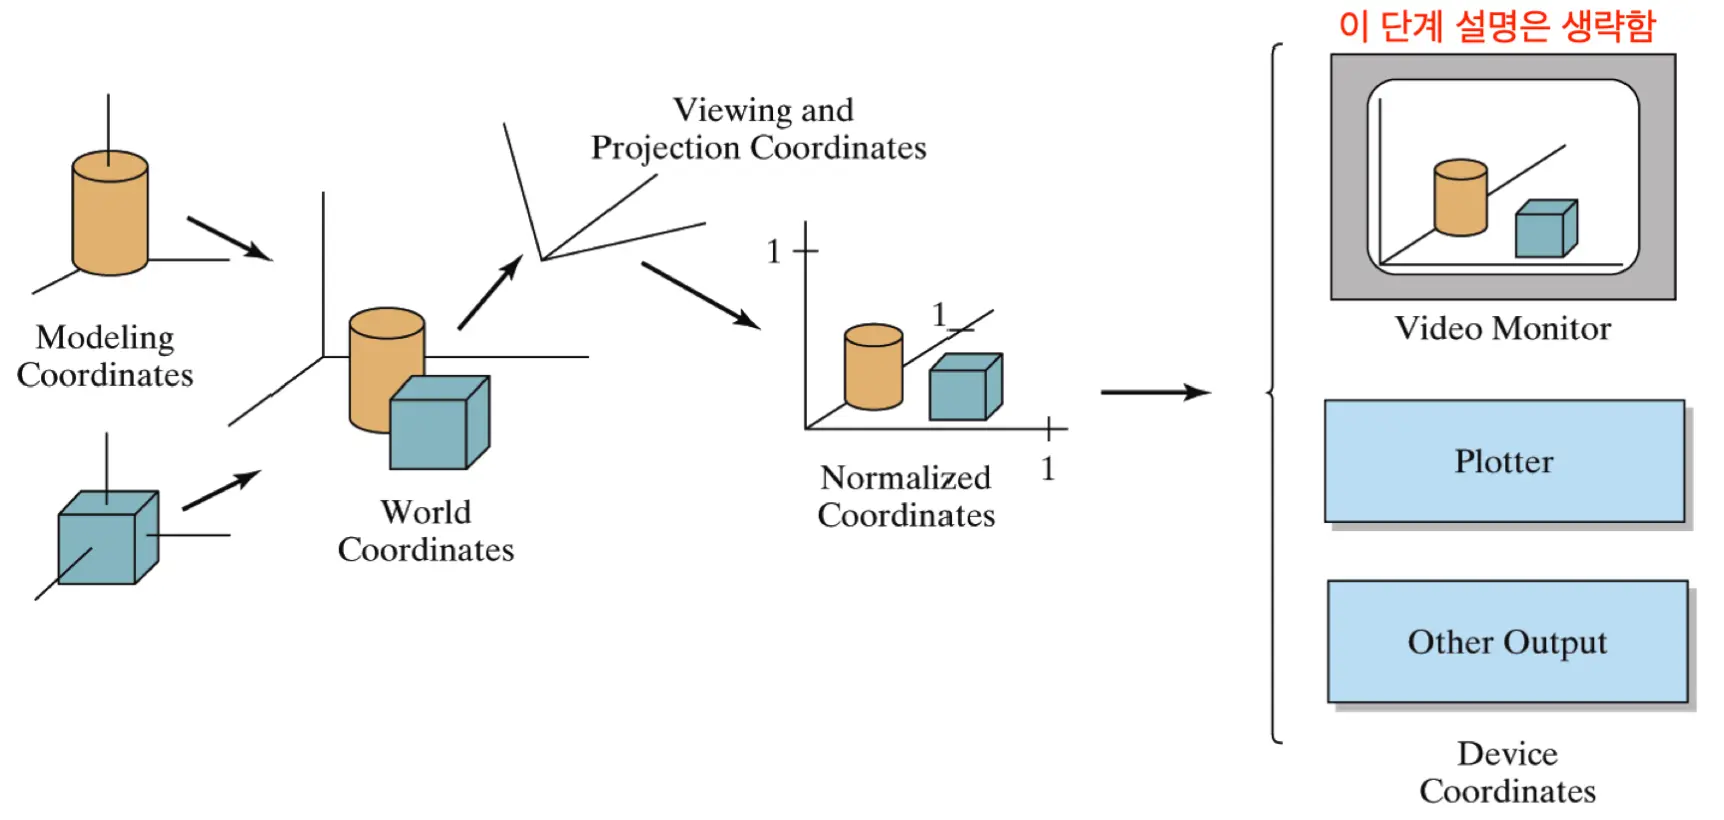 이 단계 설명은 생략함
Viewing and
Projection Coordinates
Modeling
Coordinates
World
Coordinates
1
1
1
Normalized
Coordinates
Video Monitor
Plotter
Other Output
Device
Coordinates